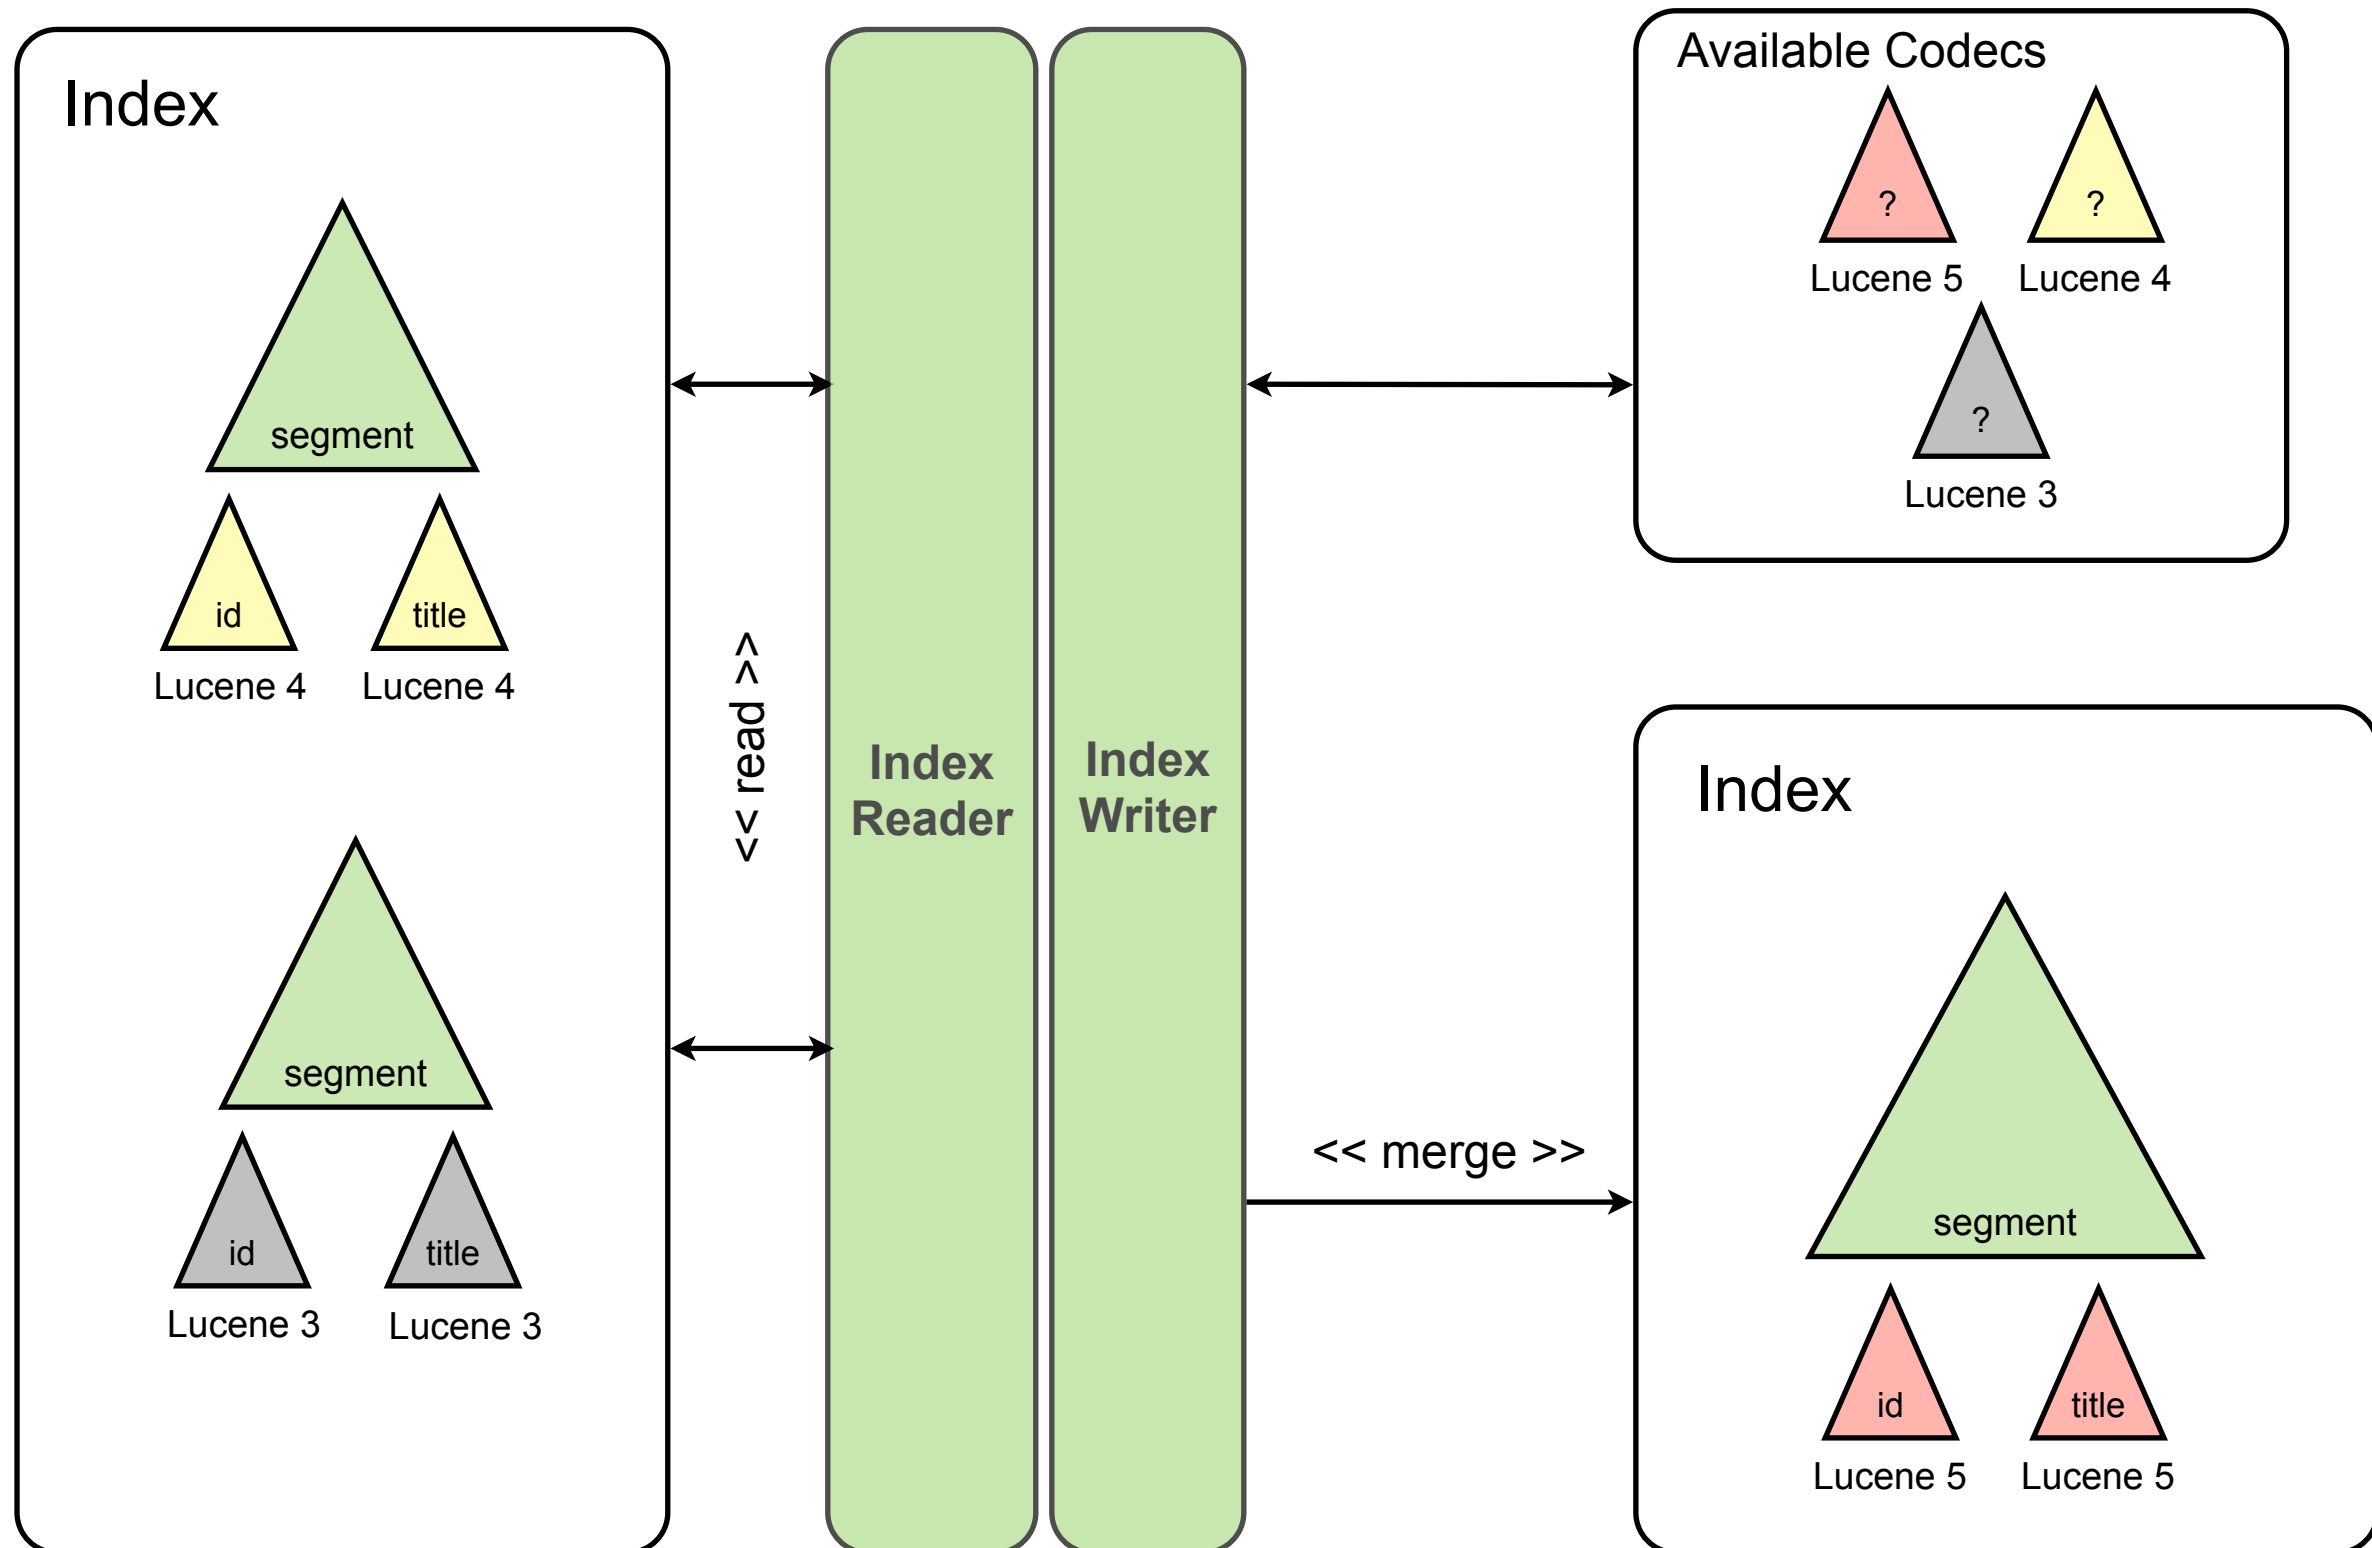 Index
segment
id
title
Lucene 4
Lucene 4
segment
id
title
Lucene 3
Lucene 3
<< read >>
Index
Reader
Index
Writer
Available Codecs
?
?
Lucene 5
Lucene 4
?
Lucene 3
<< merge >>
Index
segment
id
title
Lucene 5
Lucene 5